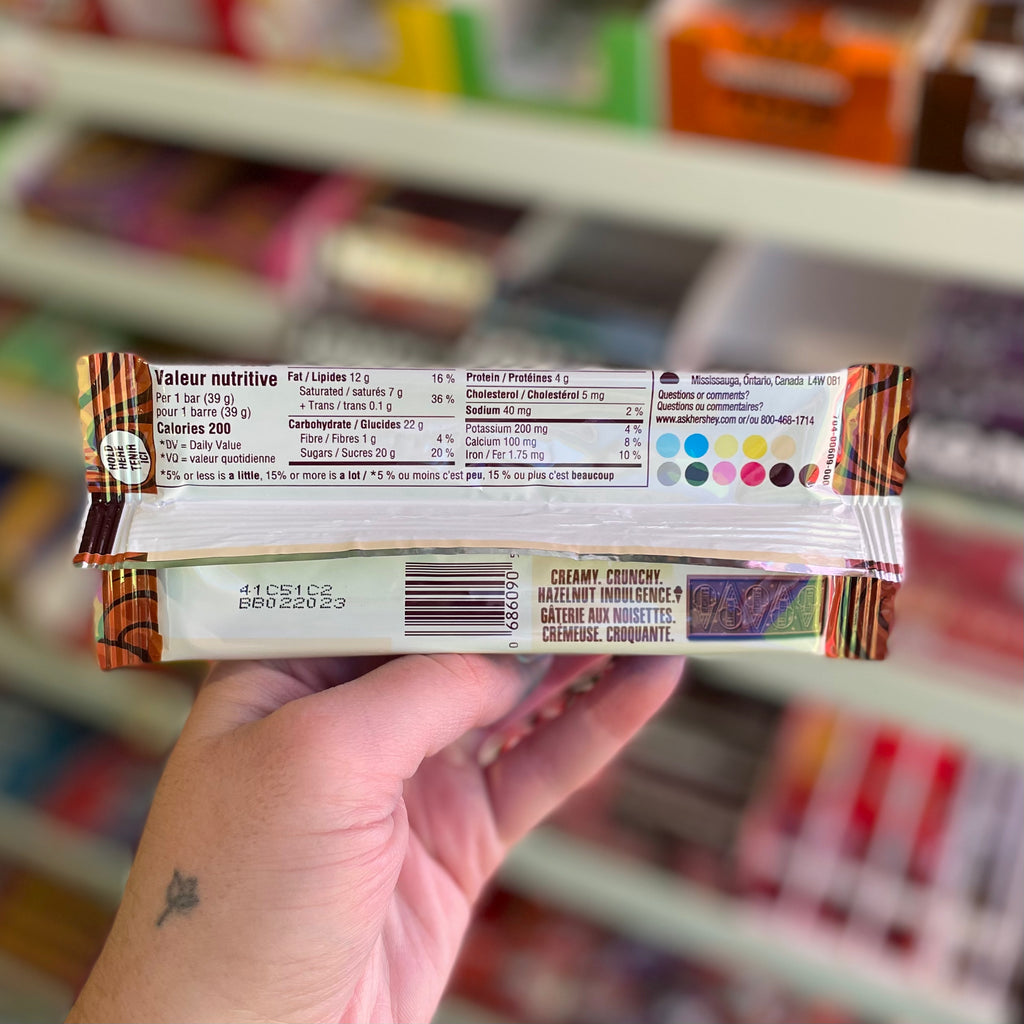 Valeur nutritive
Per 1 bar (39 g)
pour 1 barre (39 g)
Calories 200
*DV = Daily Value
*VQ = valeur quotidienne
Fat / Lipides 12 g 16 %
Saturated / saturés 7 g
+ Trans / trans 0.1 g 36 %
Carbohydrate / Glucides 22 g
Fibre / Fibres 1 g 4 %
Sugars / Sucres 20 g 20 %
Protein / Protéines 4 g
Cholesterol / Cholestérol 5 mg
Sodium 40 mg 2 %
Potassium 200 mg 4 %
Calcium 100 mg 8 %
Iron / Fer 1.75 mg 10 %
*5% or less is a little, 15% or more is a lot / *5 % ou moins c'est peu, 15 % ou plus c'est beaucoup
Mississauga, Ontario, Canada L4W 0B1
Questions or comments?
Questions ou commentaires?
www.askhershey.com or/ou 800-468-1714
HOLD
HERE
TENIR
ICI
41C51C2
BB022023
0 686090 5
CREAMY. CRUNCHY.
HAZELNUT INDULGENCE.
GÂTERIE AUX NOISETTES.
CRÉMEUSE. CROQUANTE.